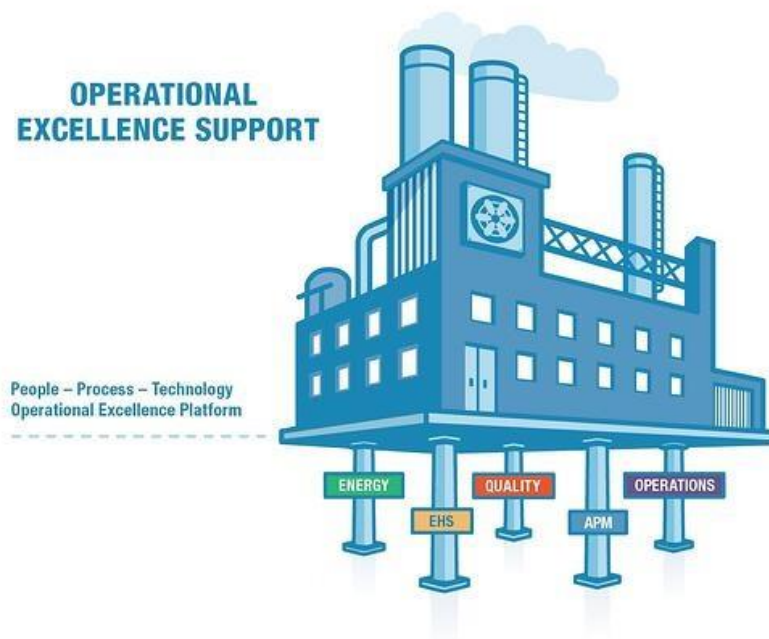 OPERATIONAL
EXCELLENCE SUPPORT
People – Process – Technology
Operational Excellence Platform
ENERGY
QUALITY
OPERATIONS
EHS
APM